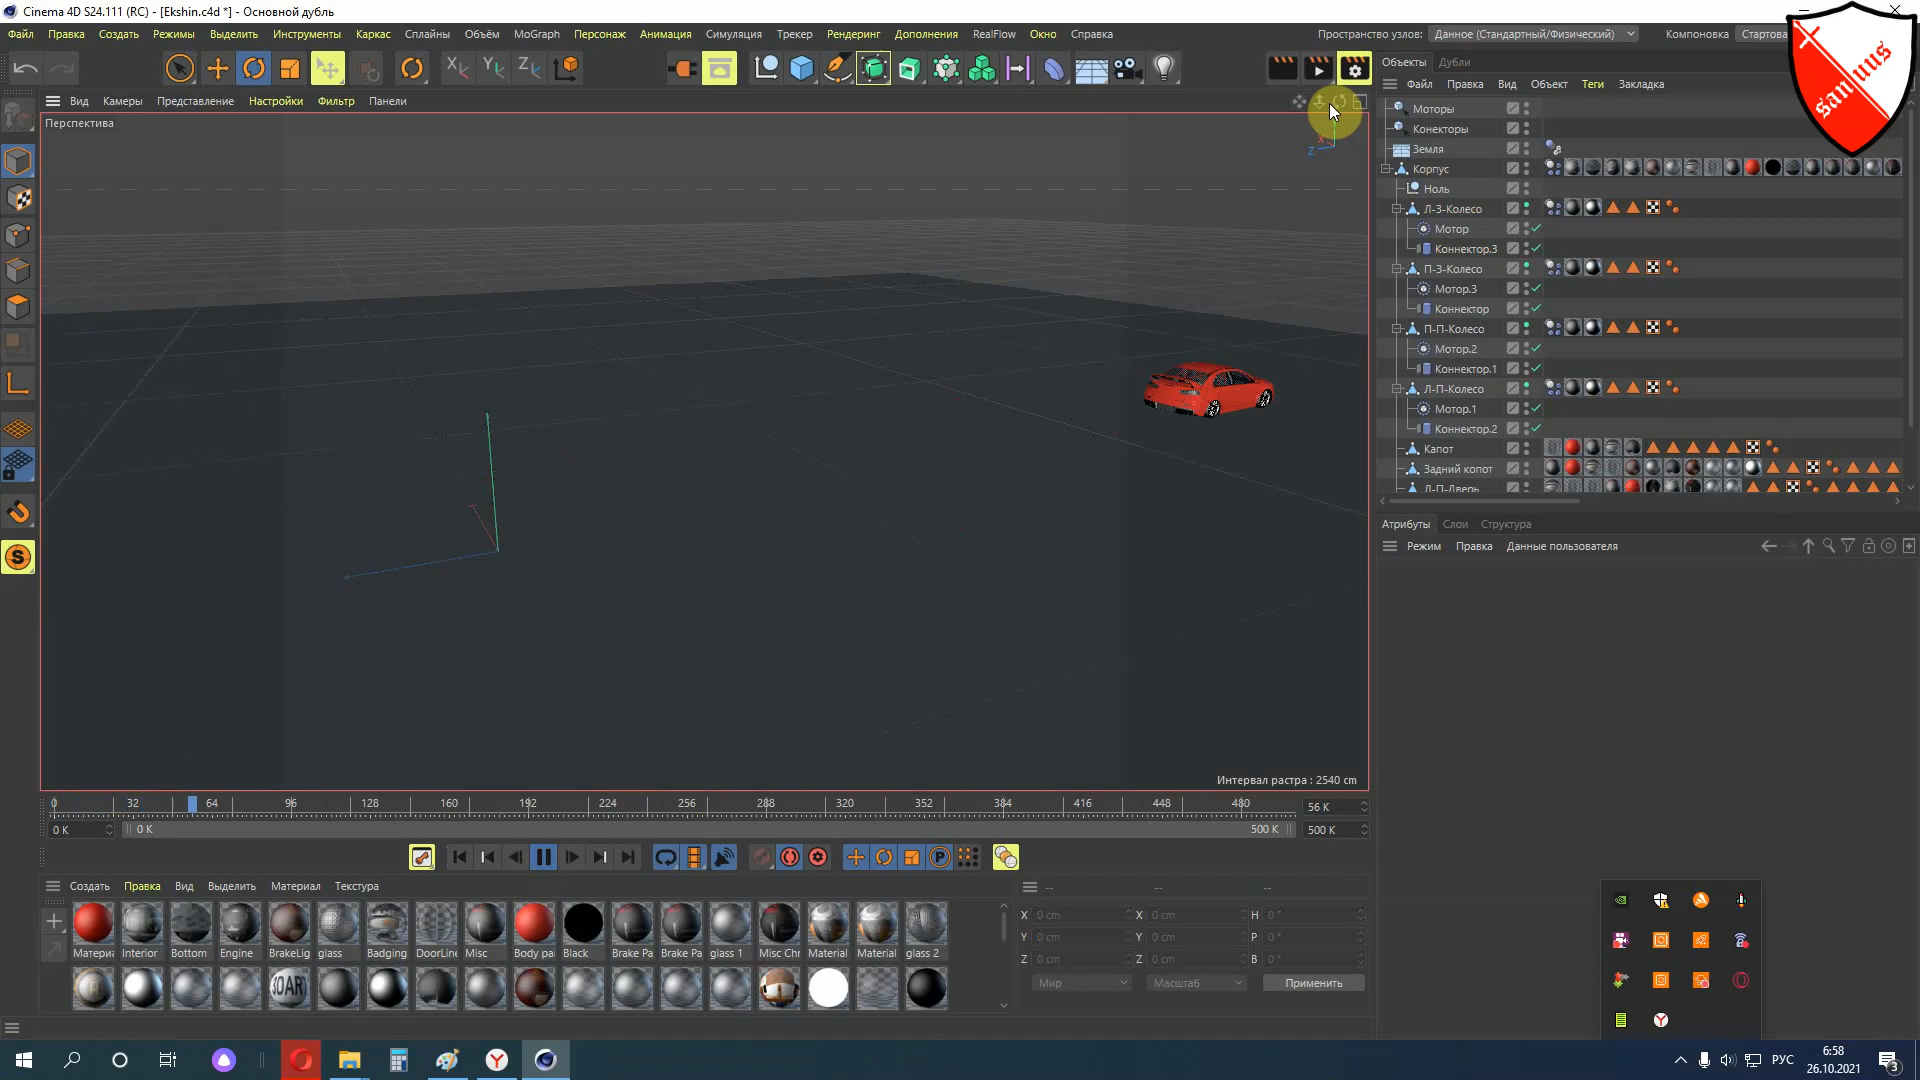 Cinema 4D S24.111 (RC) - [Ekshin.c4d *] - Основной дубль
Файл Правка Создать Режимы Выделить Инструменты Каркас Сплайны Объём MoGraph Персонаж Анимация Симуляция Трекер Рендеринг Дополнения RealFlow Окно Справка
Пространство узлов: Данное (Стандартный/Физический) Компоновка Стартова
sanuus
X Y Z
Объекты Дубли
Файл Правка Вид Объект Теги Закладка
Вид Камеры Представление Настройки Фильтр Панели
Перспектива
X
Z
Моторы
Конекторы
Земля
Корпус
Ноль
Л-З-Колесо
Мотор
Коннектор.3
П-З-Колесо
Мотор.3
Коннектор
П-П-Колесо
Мотор.2
Коннектор.1
Л-П-Колесо
Мотор.1
Коннектор.2
Капот
Задний копот
Л-П-Дверь
Атрибуты Слои Структура
Режим Правка Данные пользователя
Интервал растра : 2540 cm
0 32 64 96 128 160 192 224 256 288 320 352 384 416 448 480
56 K
0 K 0 K 500 K 500 K
P
S
Создать Правка Вид Выделить Материал Текстура
-- -- --
Материа Interior Bottom Engine BrakeLig glass Badging DoorLine Misc Body pa Black Brake Pa Brake Pa glass 1 Misc Chr Material Material glass 2
X 0 cm X 0 cm H 0 °
Y 0 cm Y 0 cm P 0 °
Z 0 cm Z 0 cm B 0 °
Мир Масштаб Применить
РУС
6:58
26.10.2021
3